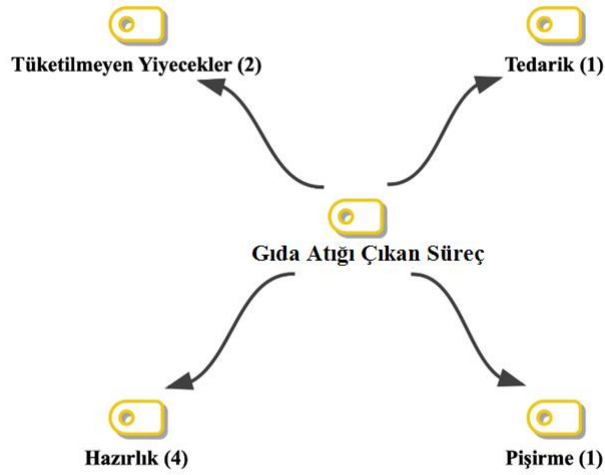 Tüketilmeyen Yiyecekler (2)
Tedarik (1)
Gıda Atığı Çıkan Süreç
Hazırlık (4)
Pişirme (1)